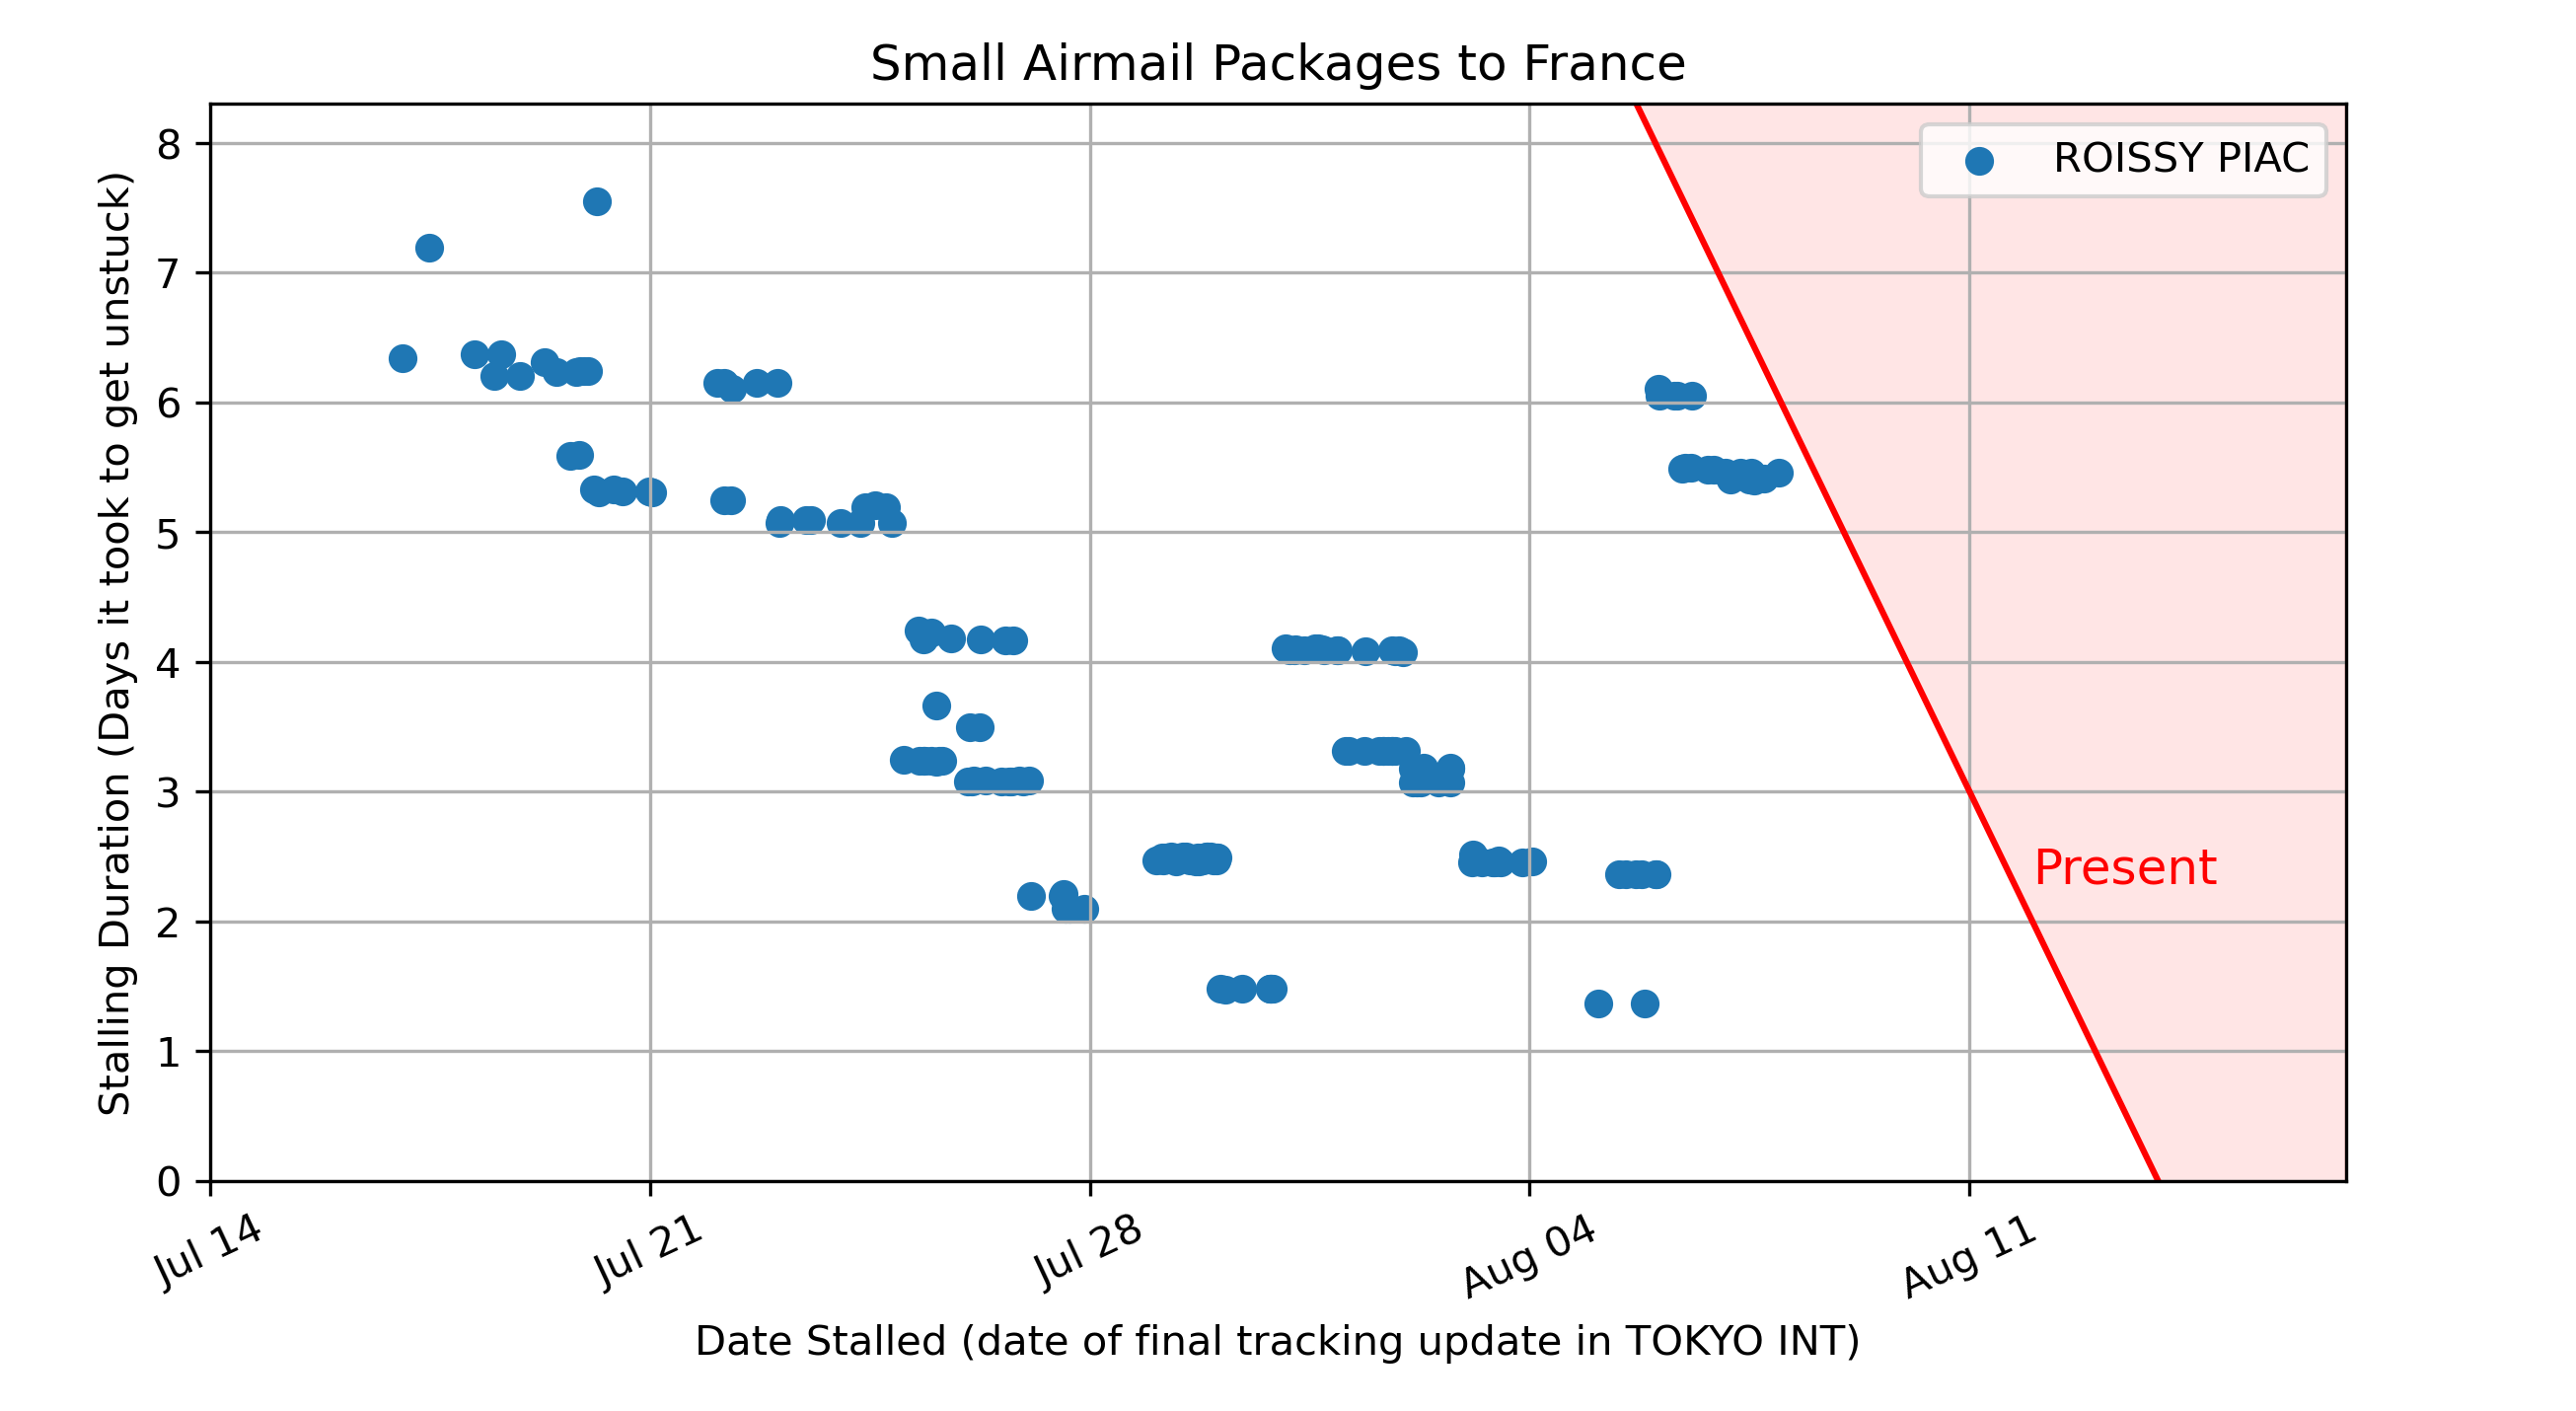 Small Airmail Packages to France
Stalling Duration (Days it took to get unstuck)
8
7
6
5
4
3
2
1
0
ROISSY PIAC
Present
Jul 14
Jul 21
Jul 28
Aug 04
Aug 11
Date Stalled (date of final tracking update in TOKYO INT)